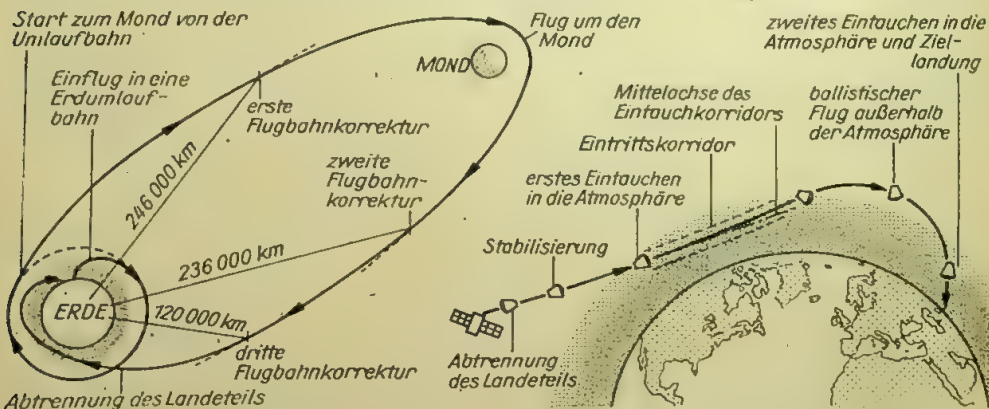 Start zum Mond von der
Umlaufbahn
Einflug in eine
Erdumlauf-
bahn
Flug um den
Mond
MOND
erste
Flugbahnkorrektur
zweite
Flugbahn-
korrektur
246 000 km
236 000 km
120 000 km
ERDE
dritte
Flugbahnkorrektur
Abtrennung des Landeteils
zweites Eintauchen in die
Atmosphäre und Ziel-
landung
Mittelachse des
Eintauchkorridors
ballistischer
Flug außerhalb
der Atmosphäre
Eintrittskorridor
erstes Eintauchen
in die Atmosphäre
Stabilisierung
Abtrennung
des Landeteils